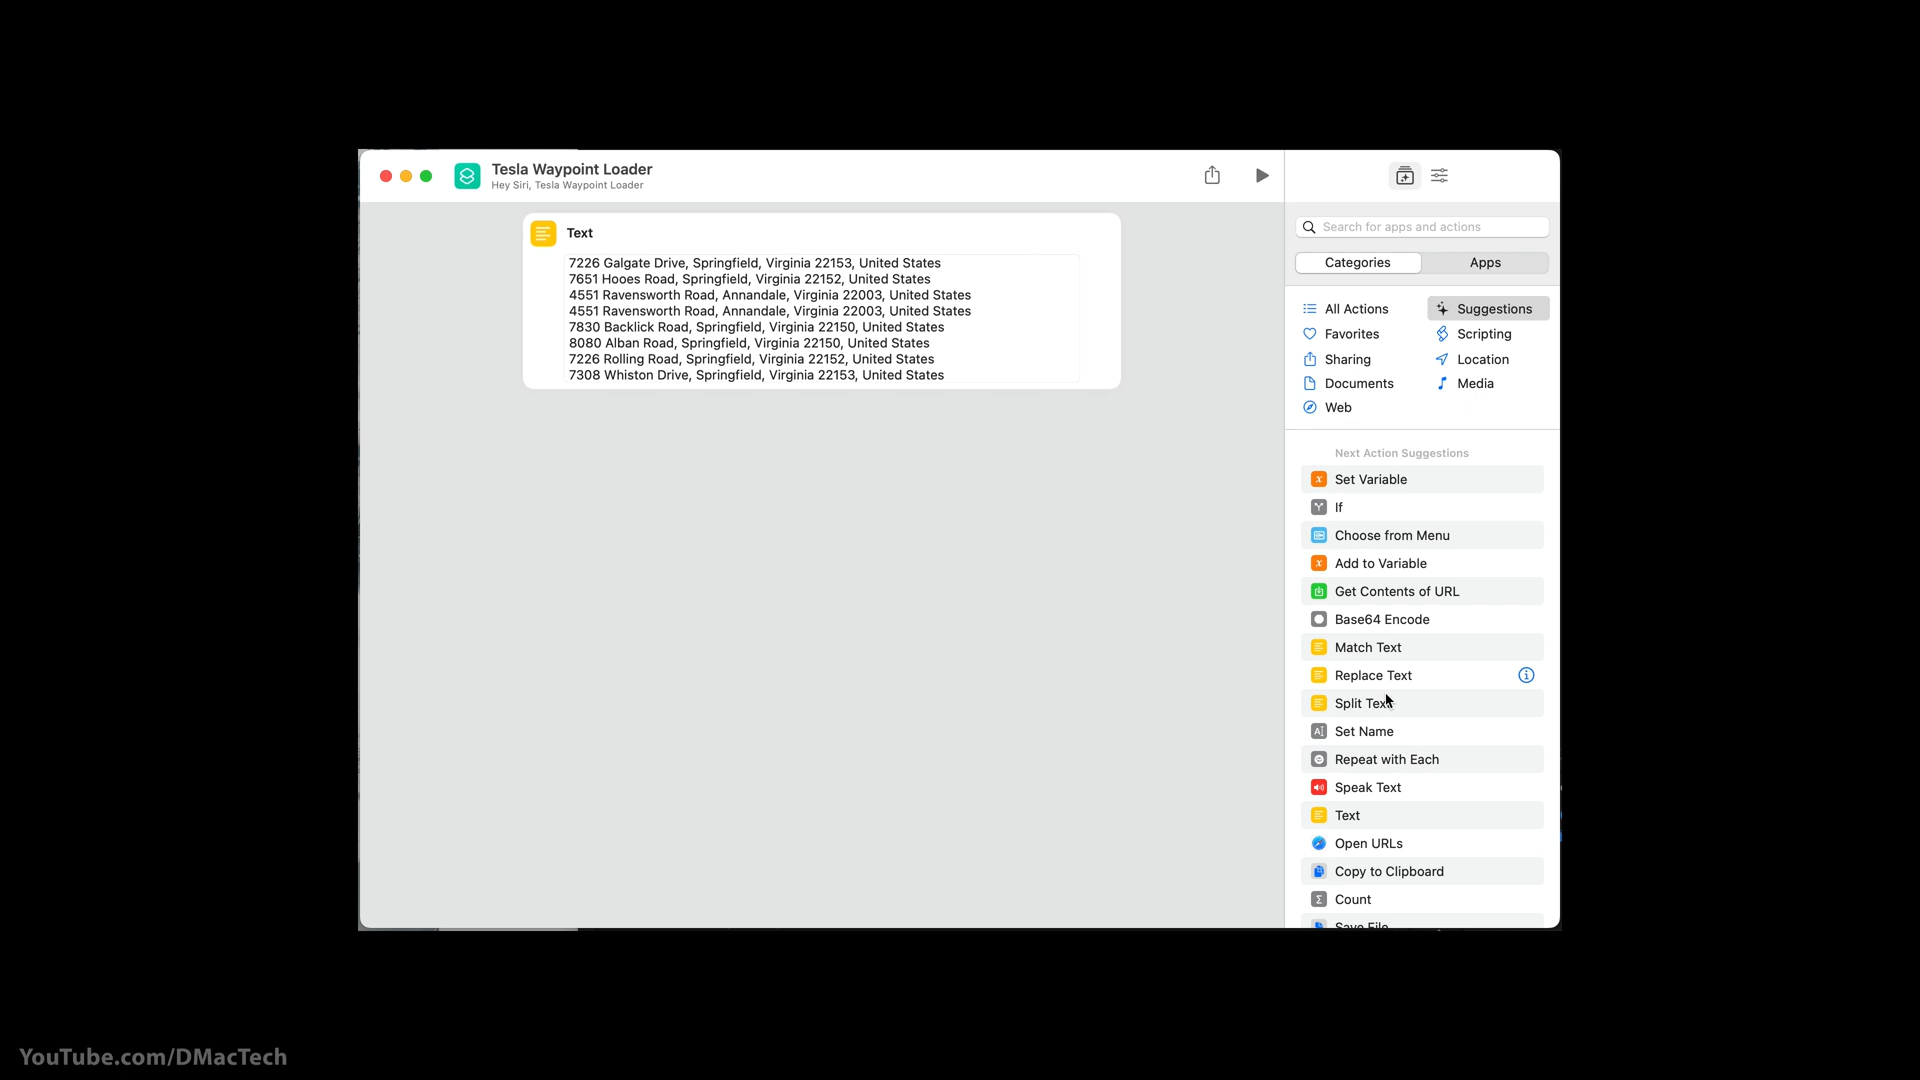 Tesla Waypoint Loader
Hey Siri, Tesla Waypoint Loader
Text
7226 Galgate Drive, Springfield, Virginia 22153, United States
7651 Hooes Road, Springfield, Virginia 22152, United States
4551 Ravensworth Road, Annandale, Virginia 22003, United States
4551 Ravensworth Road, Annandale, Virginia 22003, United States
7830 Backlick Road, Springfield, Virginia 22150, United States
8080 Alban Road, Springfield, Virginia 22150, United States
7226 Rolling Road, Springfield, Virginia 22152, United States
7308 Whiston Drive, Springfield, Virginia 22153, United States
Search for apps and actions
Categories Apps
All Actions Suggestions
Favorites Scripting
Sharing Location
Documents Media
Web
Next Action Suggestions
Set Variable
If
Choose from Menu
Add to Variable
Get Contents of URL
Base64 Encode
Match Text
Replace Text
Split Text
Set Name
Repeat with Each
Speak Text
Text
Open URLs
Copy to Clipboard
Count
Save File
YouTube.com/DMacTech